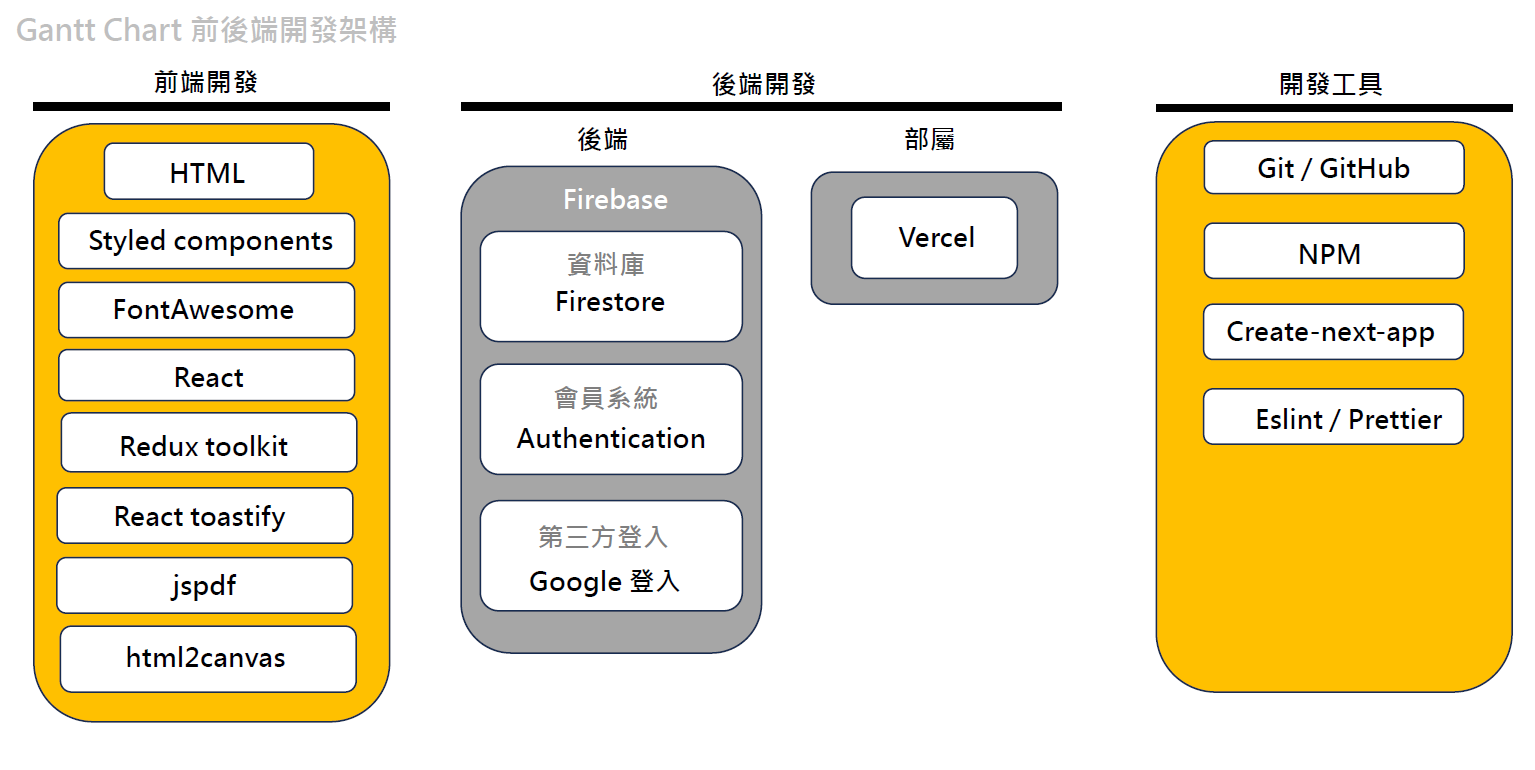 Gantt Chart 前後端開發架構
前端開發
HTML
Styled components
FontAwesome
React
Redux toolkit
React toastify
jspdf
html2canvas
後端開發
後端
Firebase
資料庫
Firestore
會員系統
Authentication
第三方登入
Google 登入
部屬
Vercel
開發工具
Git / GitHub
NPM
Create-next-app
Eslint / Prettier